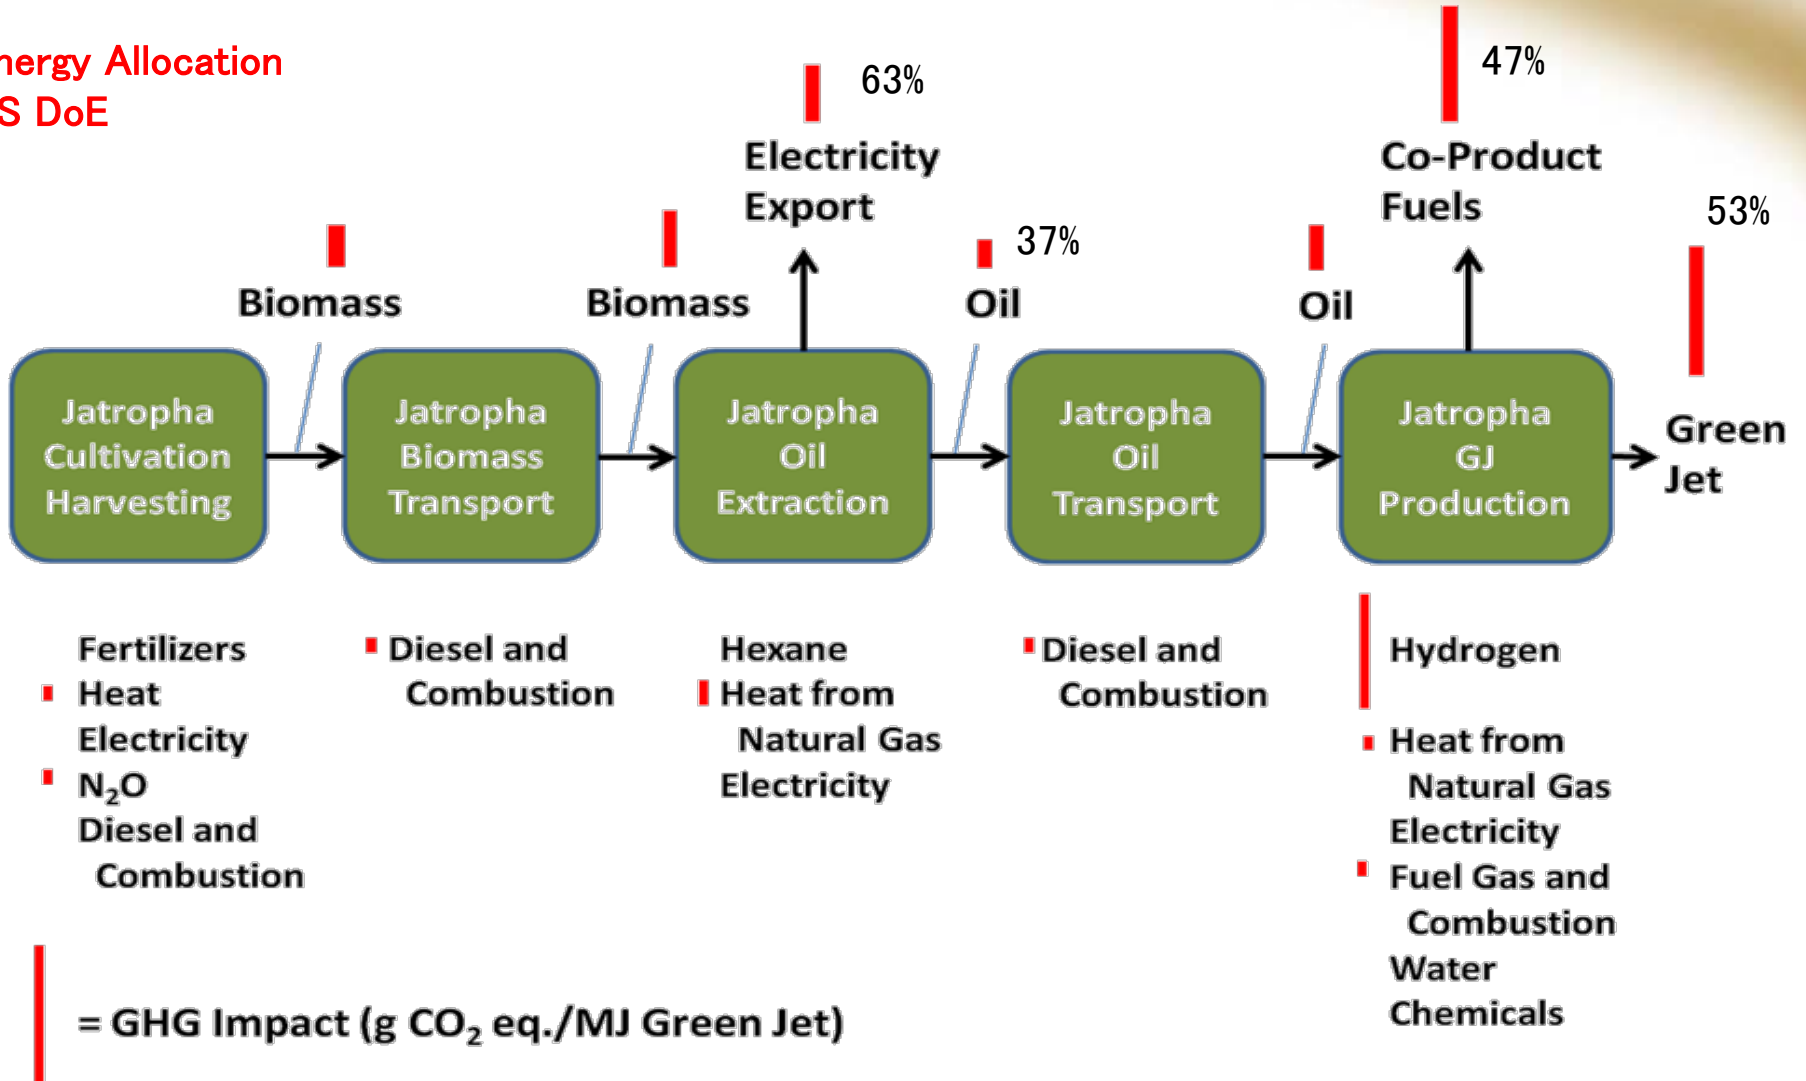 nergy Allocation
S DoE
63%
47%
Electricity
Export
Co-Product
Fuels
53%
37%
Biomass
Biomass
Oil
Oil
Jatropha
Cultivation
Harvesting
Jatropha
Biomass
Transport
Jatropha
Oil
Extraction
Jatropha
Oil
Transport
Jatropha
GJ
Production
Green
Jet
Fertilizers
Heat
Electricity
N₂O
Diesel and
Combustion
Diesel and
Combustion
Hexane
Heat from
Natural Gas
Electricity
Diesel and
Combustion
Hydrogen
Heat from
Natural Gas
Electricity
Fuel Gas and
Combustion
Water
Chemicals
= GHG Impact (g CO₂ eq./MJ Green Jet)